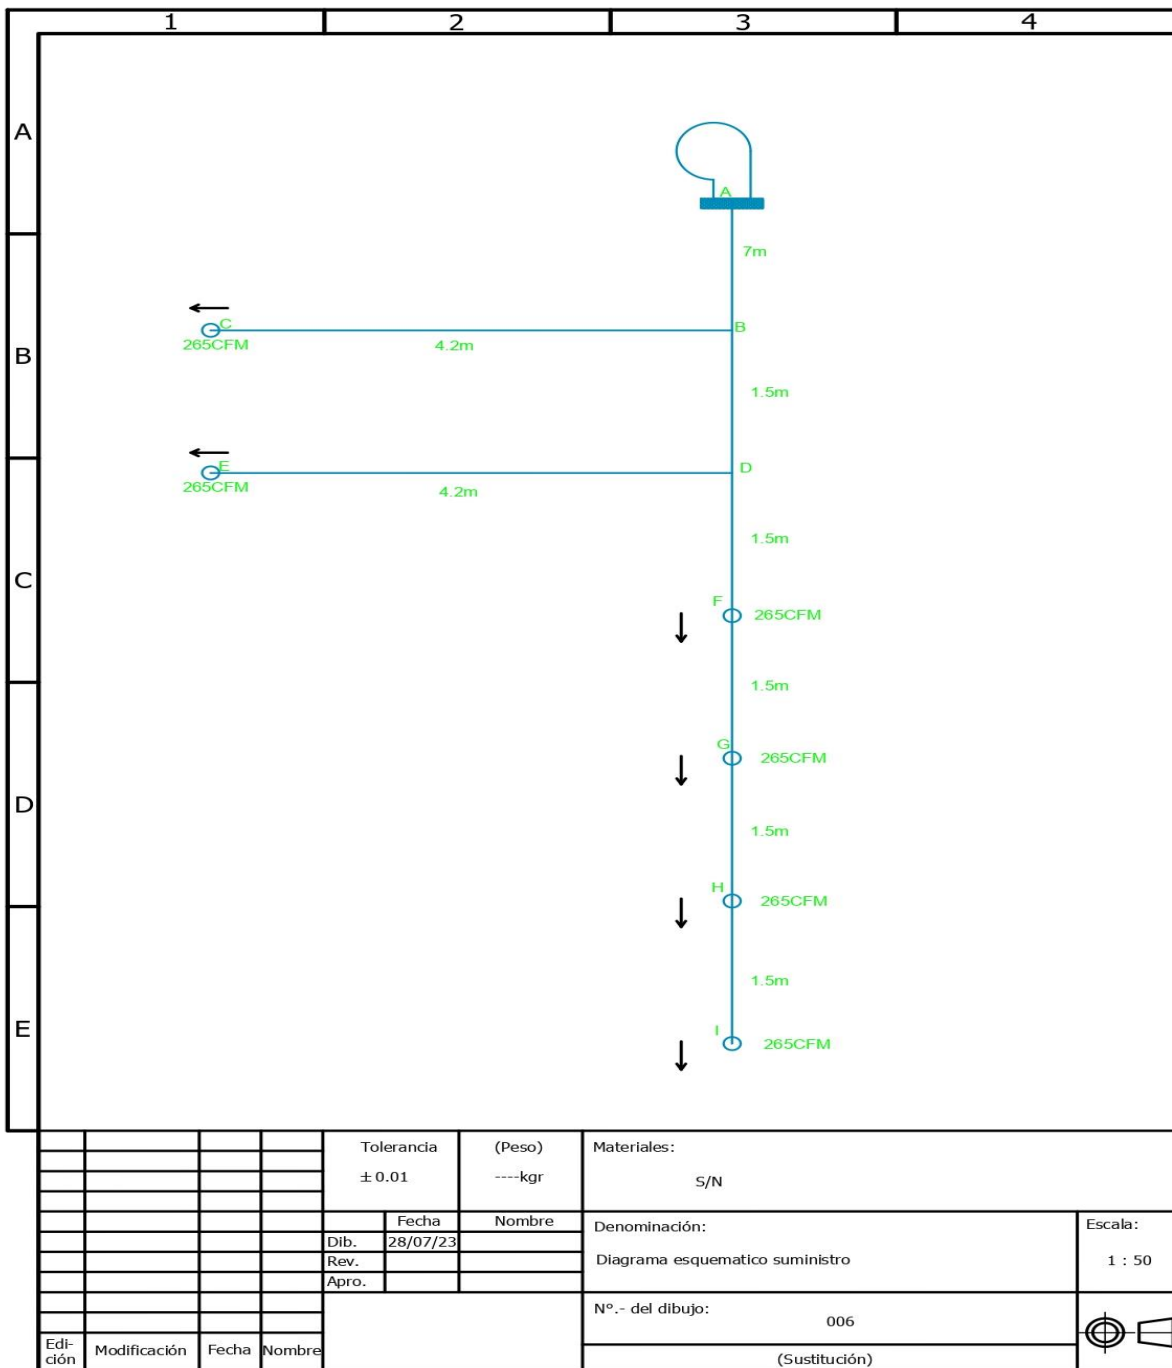 1 2 3 4
A
A
7m
B
C
B
265CFM
4.2m
1.5m
C
E
D
265CFM
4.2m
1.5m
F
265CFM
1.5m
D
G
265CFM
1.5m
H
265CFM
1.5m
E
I
265CFM
Tolerancia
± 0.01
(Peso)
----kgr
Materiales:
S/N
Fecha Nombre
Dib. 28/07/23
Rev.
Apro.
Denominación:
Diagrama esquematico suministro
Escala:
1 : 50
Nº.- del dibujo:
006
(Sustitución)
Edi-
ción
Modificación
Fecha
Nombre